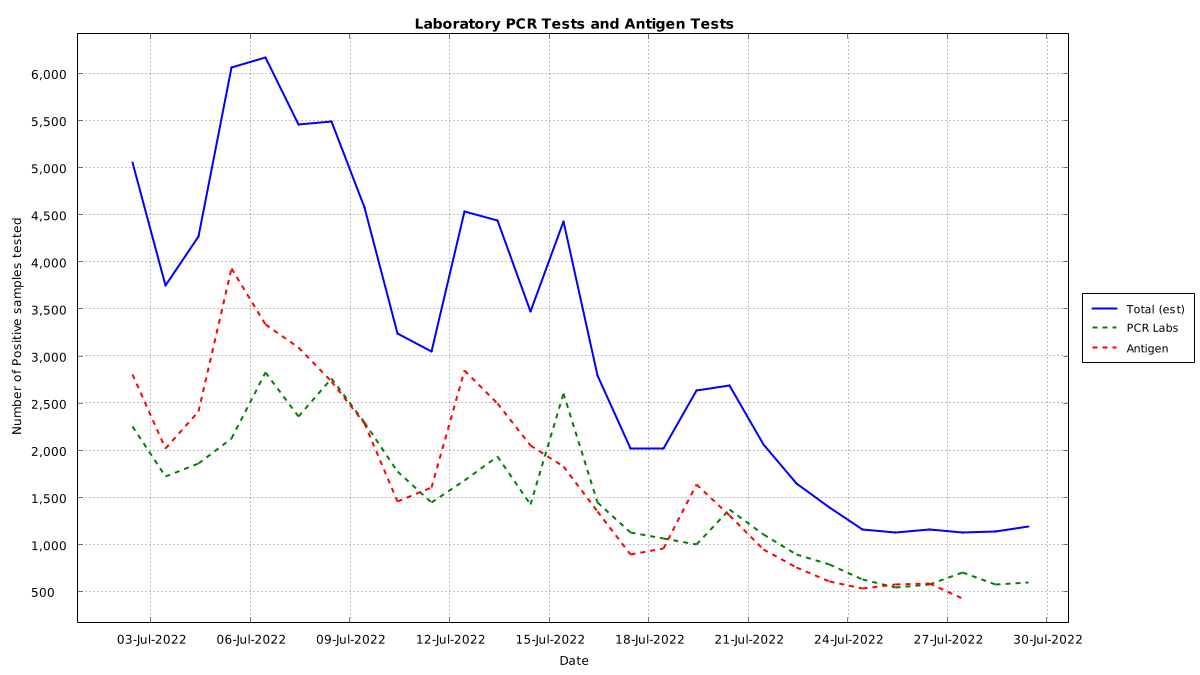 Laboratory PCR Tests and Antigen Tests
6,000
5,500
5,000
4,500
4,000
3,500
3,000
2,500
2,000
1,500
1,000
500
Number of Positive samples tested
03-Jul-2022 06-Jul-2022 09-Jul-2022 12-Jul-2022 15-Jul-2022 18-Jul-2022 21-Jul-2022 24-Jul-2022 27-Jul-2022 30-Jul-2022
Date
Total (est)
PCR Labs
Antigen